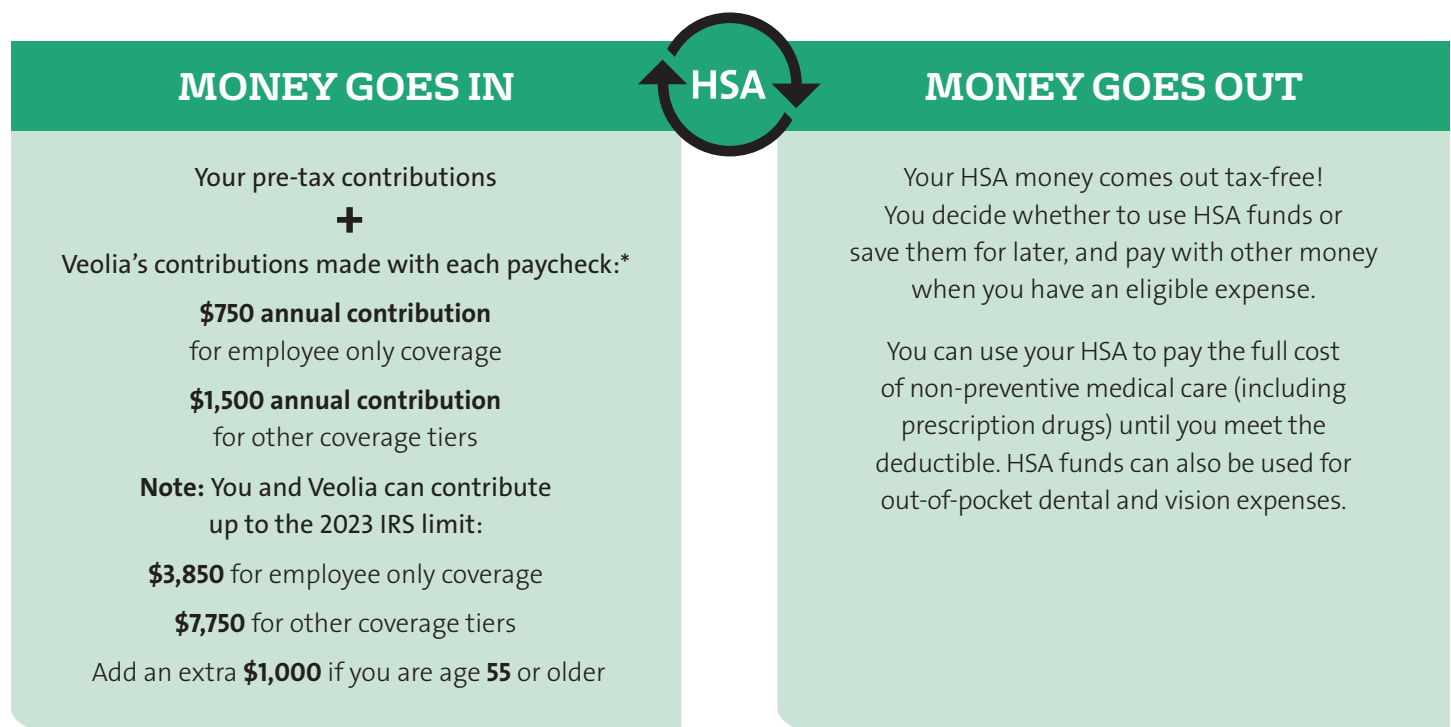 MONEY GOES IN
Your pre-tax contributions
+
Veolia's contributions made with each paycheck:*
$750 annual contribution
for employee only coverage
$1,500 annual contribution
for other coverage tiers
Note: You and Veolia can contribute
up to the 2023 IRS limit:
$3,850 for employee only coverage
$7,750 for other coverage tiers
Add an extra $1,000 if you are age 55 or older
HSA
MONEY GOES OUT
Your HSA money comes out tax-free!
You decide whether to use HSA funds or
save them for later, and pay with other money
when you have an eligible expense.
You can use your HSA to pay the full cost
of non-preventive medical care (including
prescription drugs) until you meet the
deductible. HSA funds can also be used for
out-of-pocket dental and vision expenses.